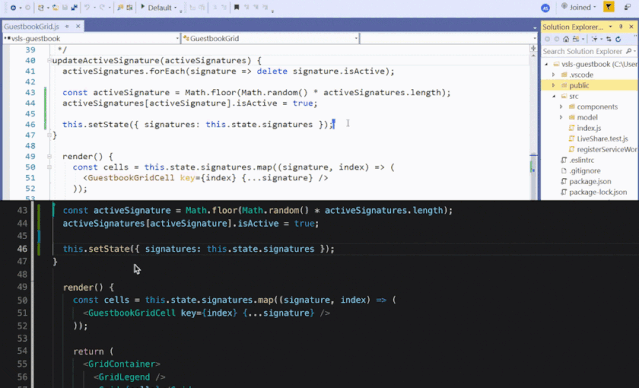 Default
Joined
GuestbookGrid.js
Solution Explorer...
vsls-guestbook
GuestbookGrid
Search Solution Explorer
39 */
40 updateActiveSignature(activeSignatures) {
41 activeSignatures.forEach(signature => delete signature.isActive);
42
43 const activeSignature = Math.floor(Math.random() * activeSignatures.length);
44 activeSignatures[activeSignature].isActive = true;
45
46 this.setState({ signatures: this.state.signatures });
47 }
48
49 render() {
50 const cells = this.state.signatures.map((signature, index) => (
51 <GuestbookGridCell key={index} {...signature} />
52 ));
53
vsls-guestbook (C:\User
.vscode
public
src
components
model
index.js
LiveShare.test.js
registerServiceWor
.eslintrc
.gitignore
package.json
package-lock.json
43 const activeSignature = Math.floor(Math.random() * activeSignatures.length);
44 activeSignatures[activeSignature].isActive = true;
45
46 this.setState({ signatures: this.state.signatures });
47 }
48
49 render() {
50 const cells = this.state.signatures.map((signature, index) => (
51 <GuestbookGridCell key={index} {...signature} />
52 ));
53
54 return (
55 <GridContainer>
56 <GridLegend />